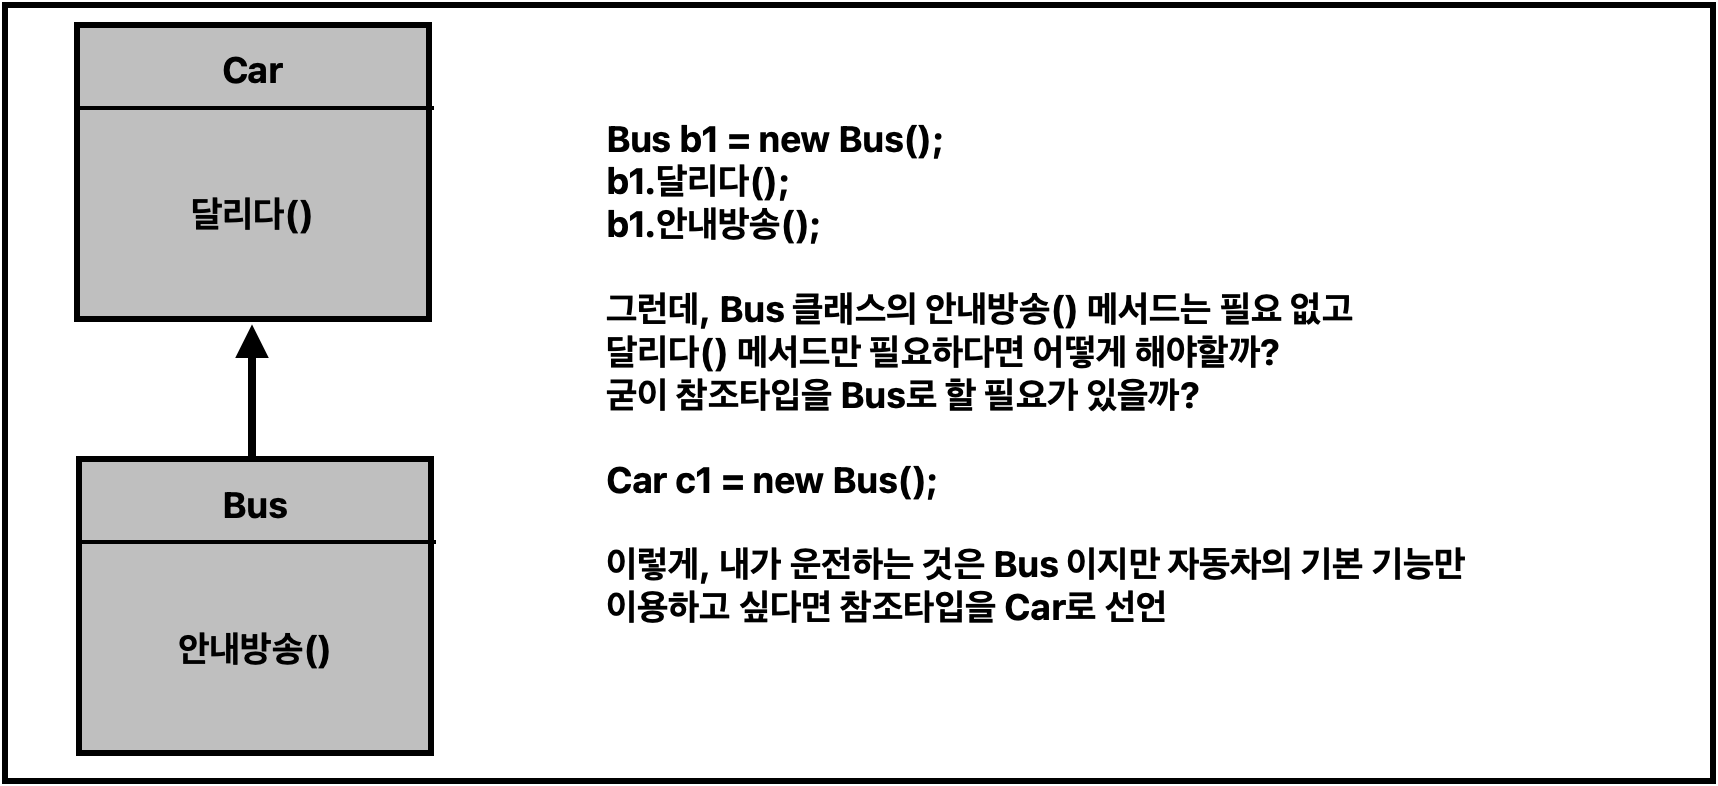 Car
달리다()
Bus
안내방송()
Bus b1 = new Bus();
b1.달리다();
b1.안내방송();
그런데, Bus 클래스의 안내방송() 메서드는 필요 없고
달리다() 메서드만 필요하다면 어떻게 해야할까?
굳이 참조타입을 Bus로 할 필요가 있을까?
Car c1 = new Bus();
이렇게, 내가 운전하는 것은 Bus 이지만 자동차의 기본 기능만
이용하고 싶다면 참조타입을 Car로 선언